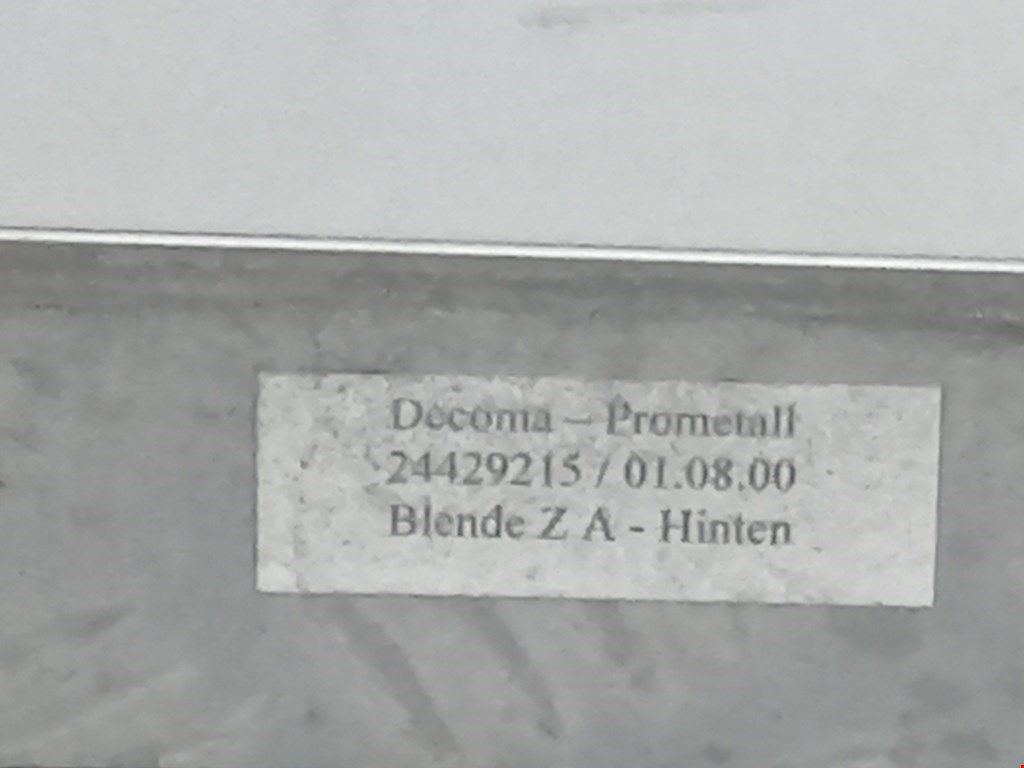 Decoma – Prometall
24429215 / 01.08.00
Blende Z A - Hinten